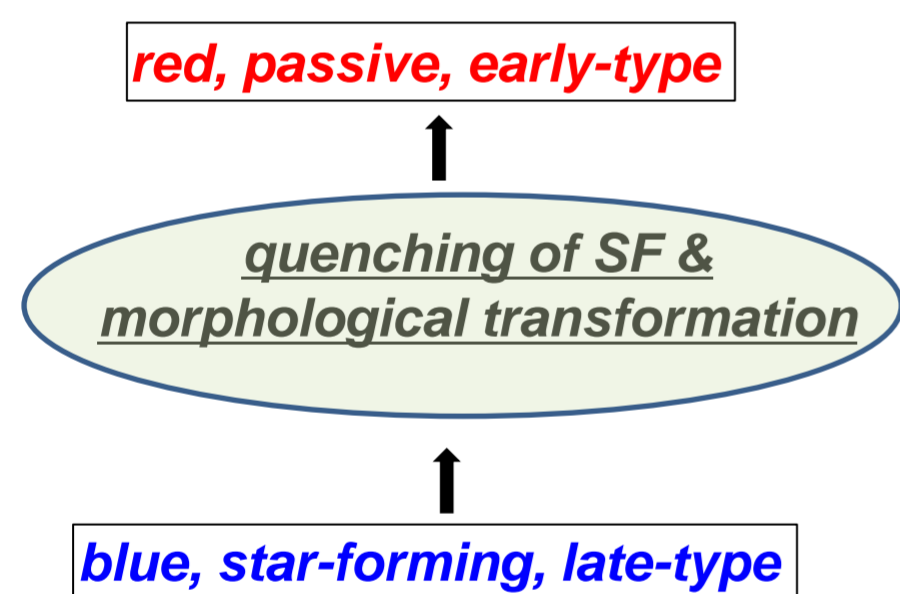 red, passive, early-type
quenching of SF &
morphological transformation
blue, star-forming, late-type